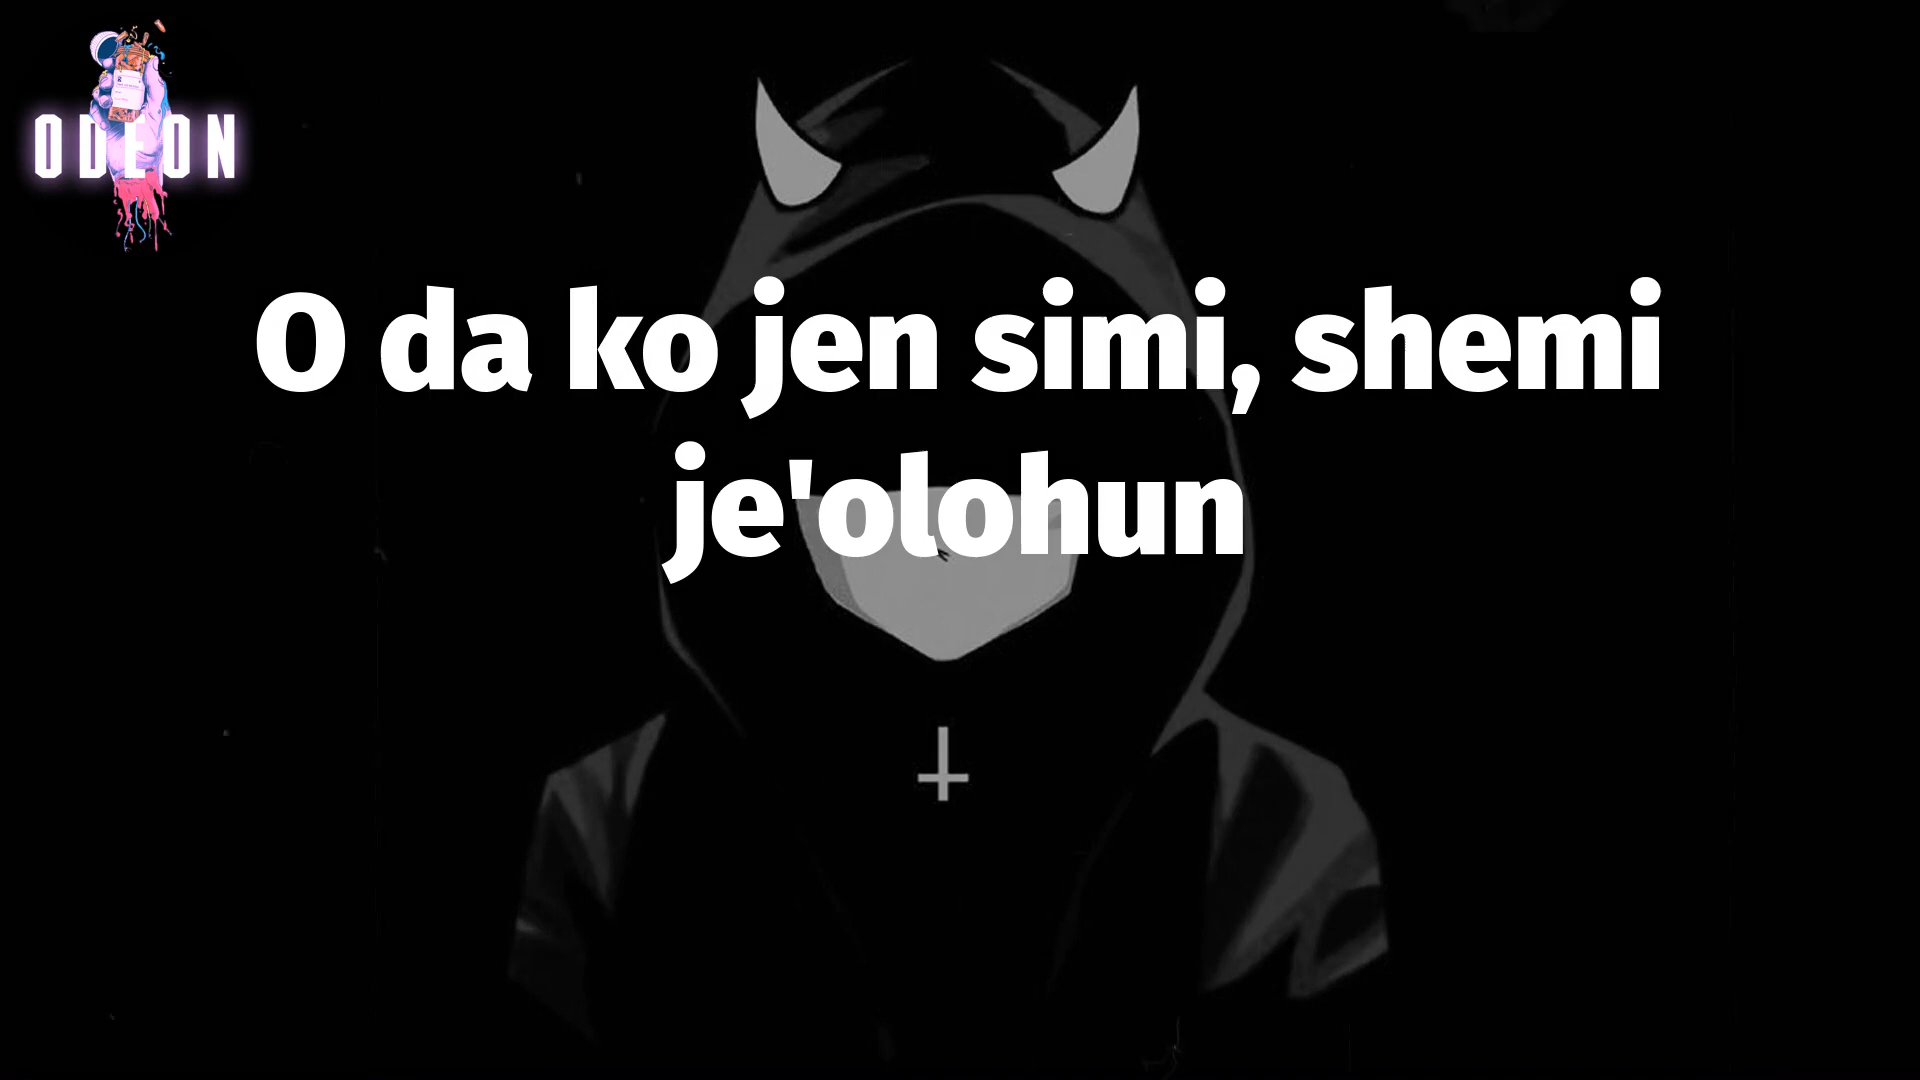 ODEON
O da ko jen simi, shemi
je'olohun